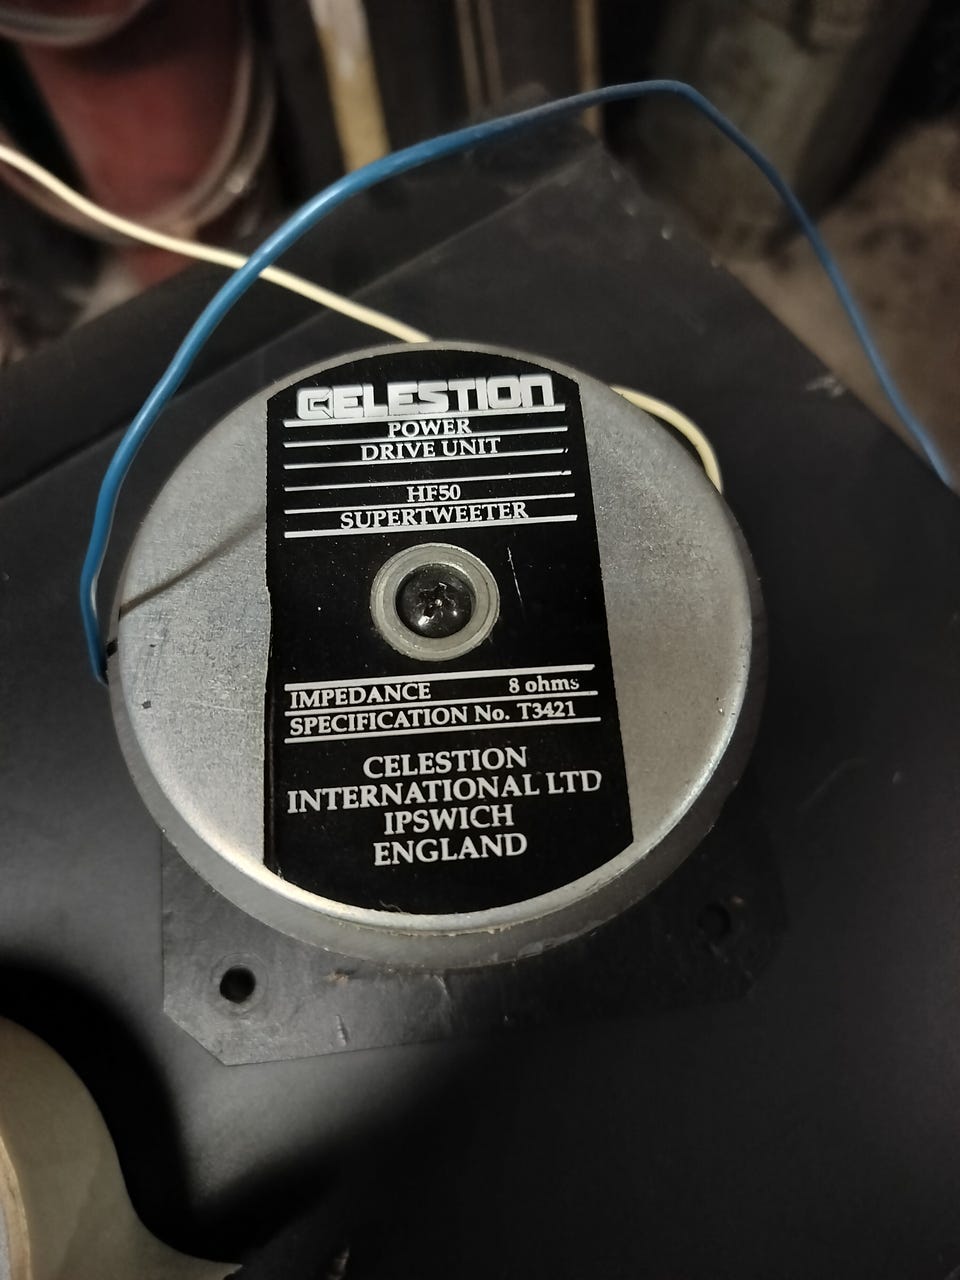 CELESTION
POWER
DRIVE UNIT
HF50
SUPERTWEETER
IMPEDANCE 8 ohms
SPECIFICATION No. T3421
CELESTION
INTERNATIONAL LTD
IPSWICH
ENGLAND